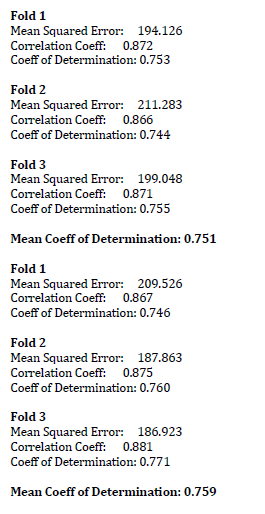 Fold 1
Mean Squared Error: 194.126
Correlation Coeff: 0.872
Coeff of Determination: 0.753
Fold 2
Mean Squared Error: 211.283
Correlation Coeff: 0.866
Coeff of Determination: 0.744
Fold 3
Mean Squared Error: 199.048
Correlation Coeff: 0.871
Coeff of Determination: 0.755
Mean Coeff of Determination: 0.751
Fold 1
Mean Squared Error: 209.526
Correlation Coeff: 0.867
Coeff of Determination: 0.746
Fold 2
Mean Squared Error: 187.863
Correlation Coeff: 0.875
Coeff of Determination: 0.760
Fold 3
Mean Squared Error: 186.923
Correlation Coeff: 0.881
Coeff of Determination: 0.771
Mean Coeff of Determination: 0.759